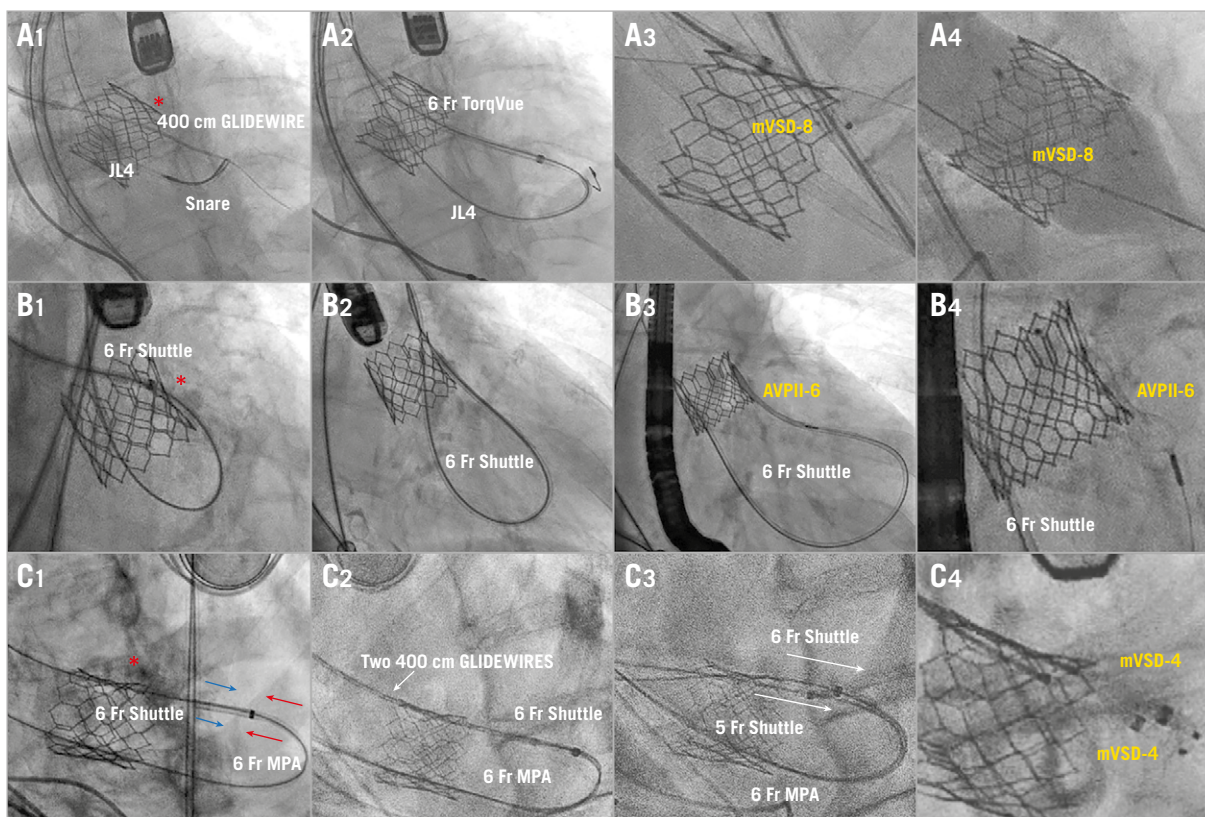 A1
*
400 cm GLIDEWIRE
JL4
Snare
A2
6 Fr TorqVue
JL4
A3
mVSD-8
A4
mVSD-8
B1
6 Fr Shuttle
*
B2
6 Fr Shuttle
B3
AVPII-6
6 Fr Shuttle
B4
AVPII-6
6 Fr Shuttle
C1
*
6 Fr Shuttle
6 Fr MPA
C2
Two 400 cm GLIDEWIRES
6 Fr Shuttle
6 Fr MPA
C3
6 Fr Shuttle
5 Fr Shuttle
6 Fr MPA
C4
mVSD-4
mVSD-4